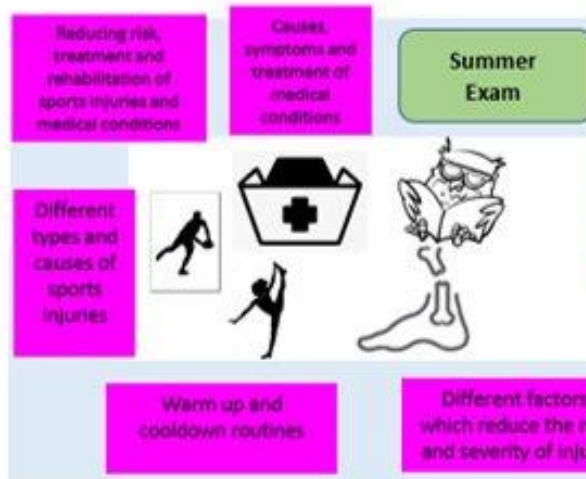 Reducing risk,
treatment and
rehabilitation of
sports injuries and
medical conditions
Causes,
symptoms and
treatment of
medical
conditions
Summer
Exam
Different
types and
causes of
sports
injuries
Warm up and
cooldown routines
Different factors
which reduce the
and severity of